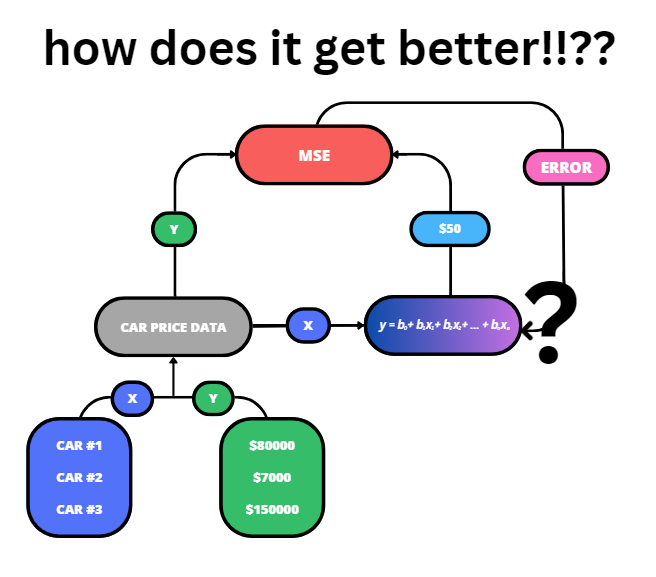 how does it get better!!??
MSE
ERROR
Y
$50
CAR PRICE DATA
X
y = b₀+ b₁x₁+ b₂x₂+ ... + bₙxₙ
?
X
Y
CAR #1
CAR #2
CAR #3
$80000
$7000
$150000